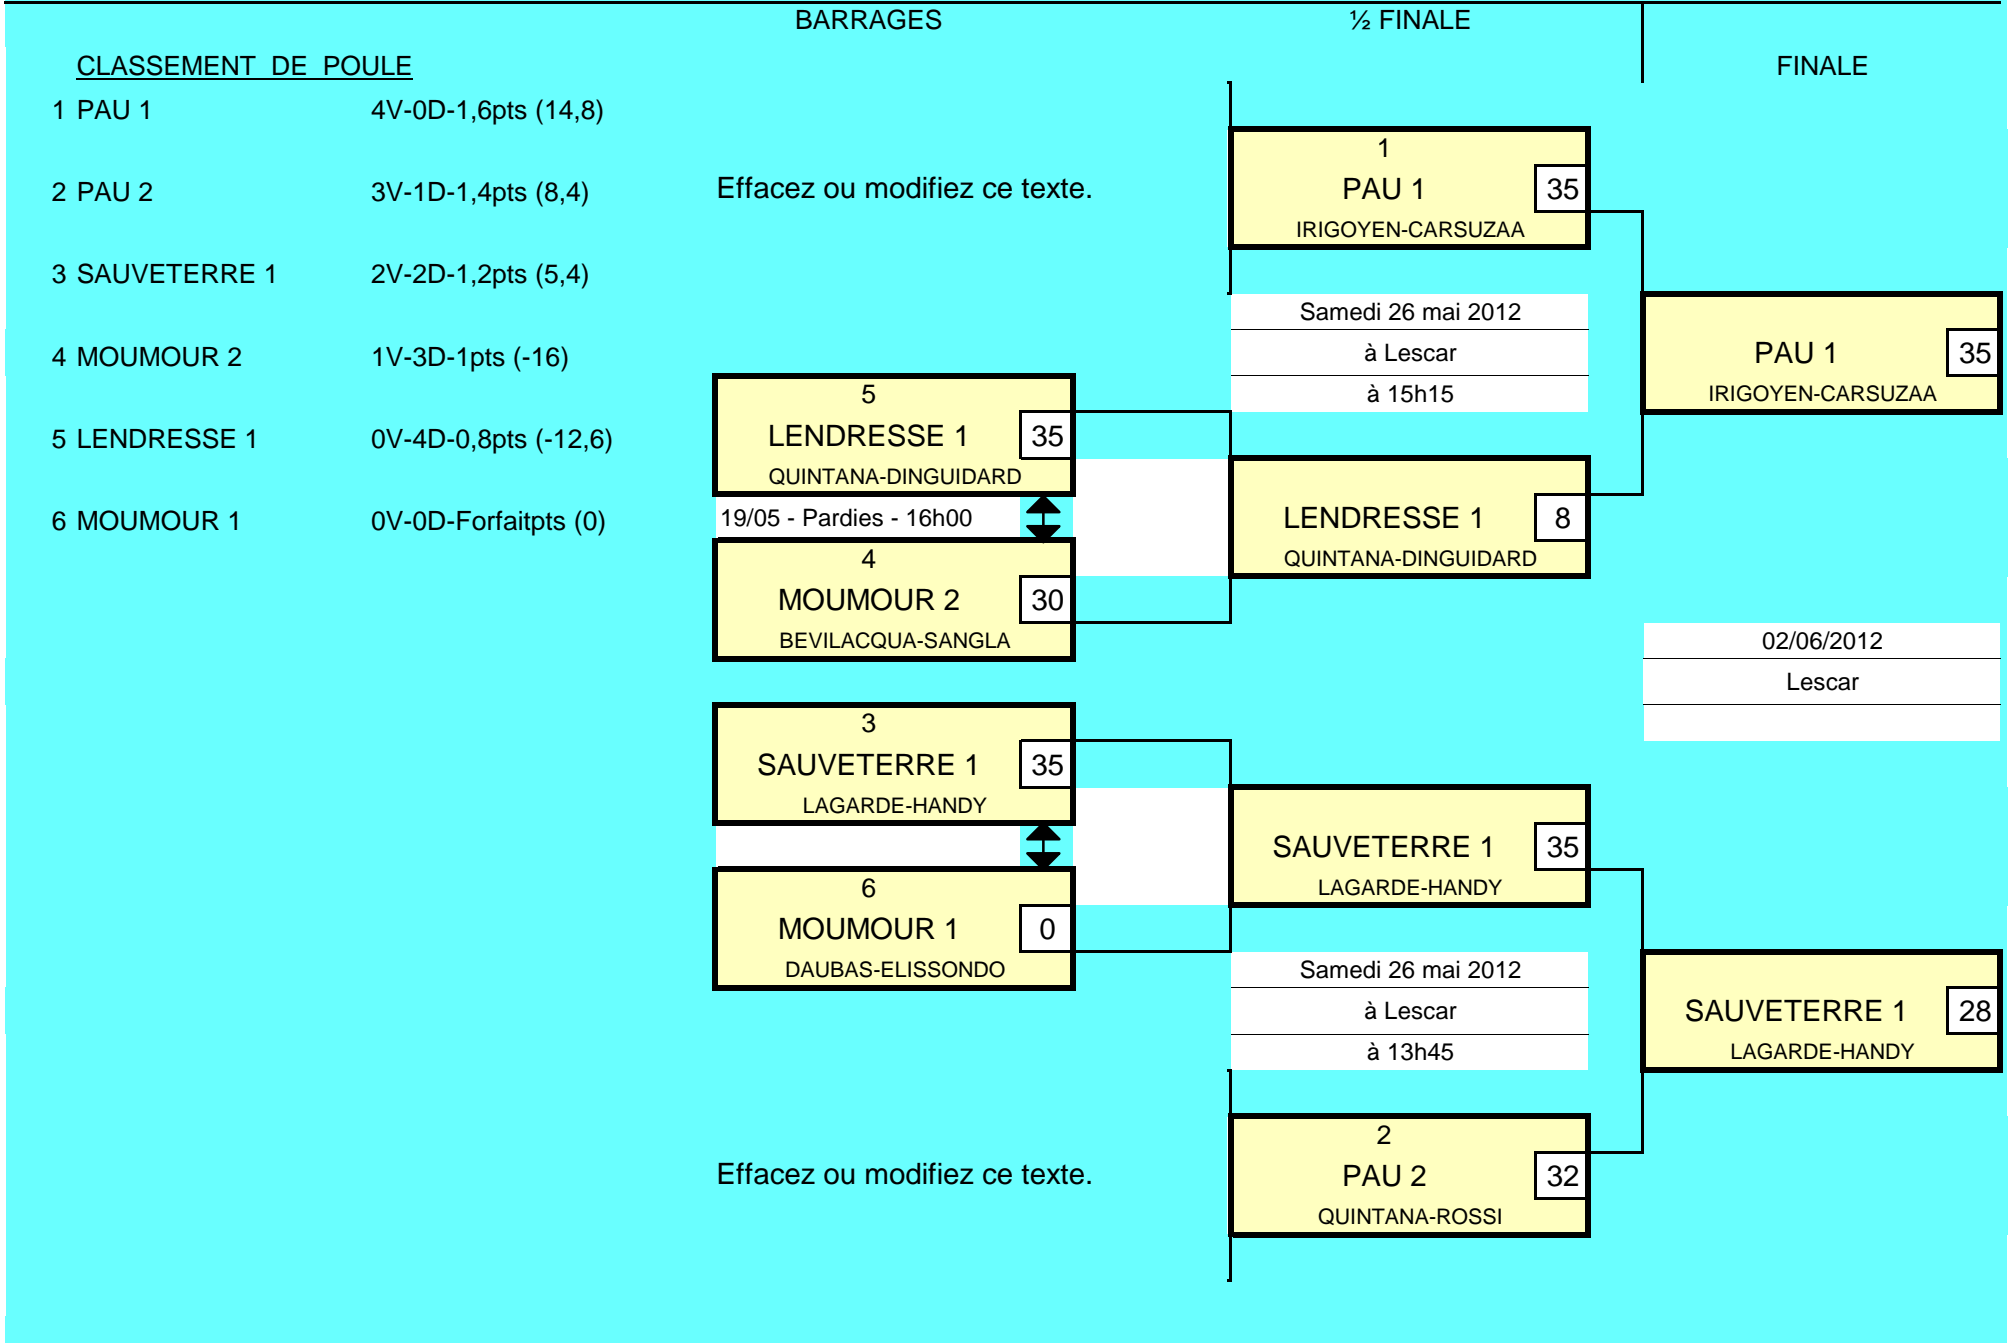 BARRAGES
½ FINALE
FINALE
CLASSEMENT DE POULE
1 PAU 1 4V-0D-1,6pts (14,8)
2 PAU 2 3V-1D-1,4pts (8,4)
3 SAUVETERRE 1 2V-2D-1,2pts (5,4)
4 MOUMOUR 2 1V-3D-1pts (-16)
5 LENDRESSE 1 0V-4D-0,8pts (-12,6)
6 MOUMOUR 1 0V-0D-Forfaitpts (0)
Effacez ou modifiez ce texte.
5
LENDRESSE 1 35
QUINTANA-DINGUIDARD
19/05 - Pardies - 16h00
4
MOUMOUR 2 30
BEVILACQUA-SANGLA
3
SAUVETERRE 1 35
LAGARDE-HANDY
6
MOUMOUR 1 0
DAUBAS-ELISSONDO
Effacez ou modifiez ce texte.
1
PAU 1 35
IRIGOYEN-CARSUZAA
Samedi 26 mai 2012
à Lescar
à 15h15
LENDRESSE 1 8
QUINTANA-DINGUIDARD
SAUVETERRE 1 35
LAGARDE-HANDY
Samedi 26 mai 2012
à Lescar
à 13h45
2
PAU 2 32
QUINTANA-ROSSI
PAU 1 35
IRIGOYEN-CARSUZAA
02/06/2012
Lescar
SAUVETERRE 1 28
LAGARDE-HANDY